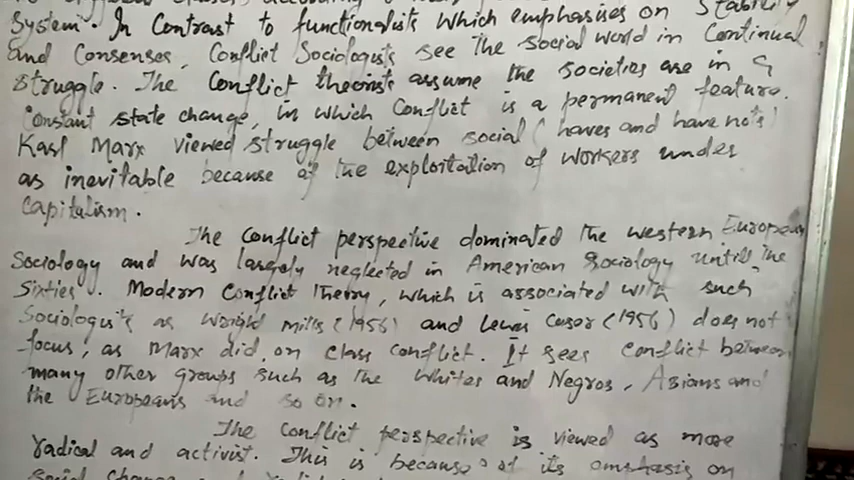 System. In Contrast to functionalists which emphasises on Stability
and Consenses, Conflict Sociologists see the social world in Continual
Struggle. The Conflict theorists assume the societies are in a
Constant state change, in which Conflict is a permanent feature.
Karl Marx viewed struggle between social (haves and have nots)
as inevitable because of the exploitation of workers under
Capitalism.
The Conflict perspective dominated the western European
Sociology and was largely neglected in American Sociology untill the
Sixties. Modern Conflict Theory, which is associated with such
Sociologists as Wright mills (1956) and Lewis Coser (1956) does not
focus, as Marx did, on Class Conflict. It sees Conflict between
many other groups such as the Whites and Negros, Asians and
the Europeans and so on.
The Conflict perspective is viewed as more
radical and activist. This is because of its emphasis on